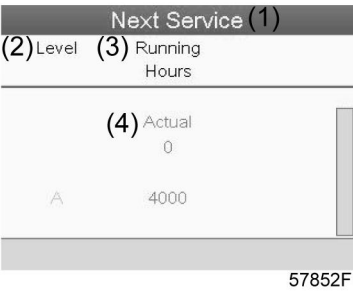 Next Service (1)
(2) Level (3) Running
Hours
(4) Actual
0
A 4000
57852F